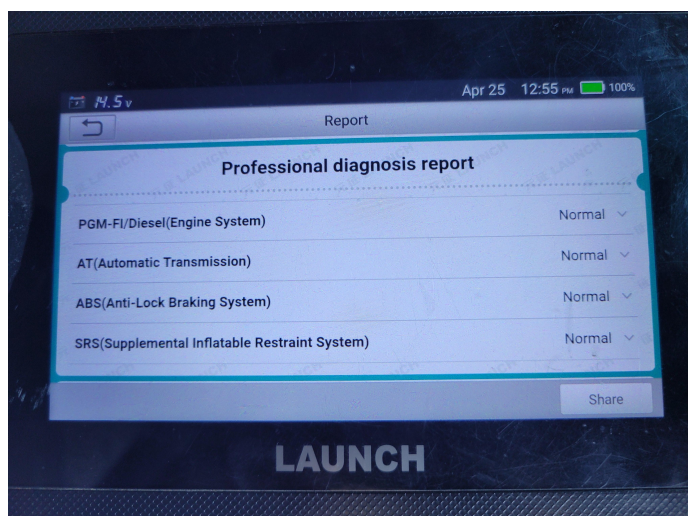 14.5 v Apr 25 12:55 PM 100%
Report
Professional diagnosis report
PGM-FI/Diesel(Engine System) Normal
AT(Automatic Transmission) Normal
ABS(Anti-Lock Braking System) Normal
SRS(Supplemental Inflatable Restraint System) Normal
Share
LAUNCH